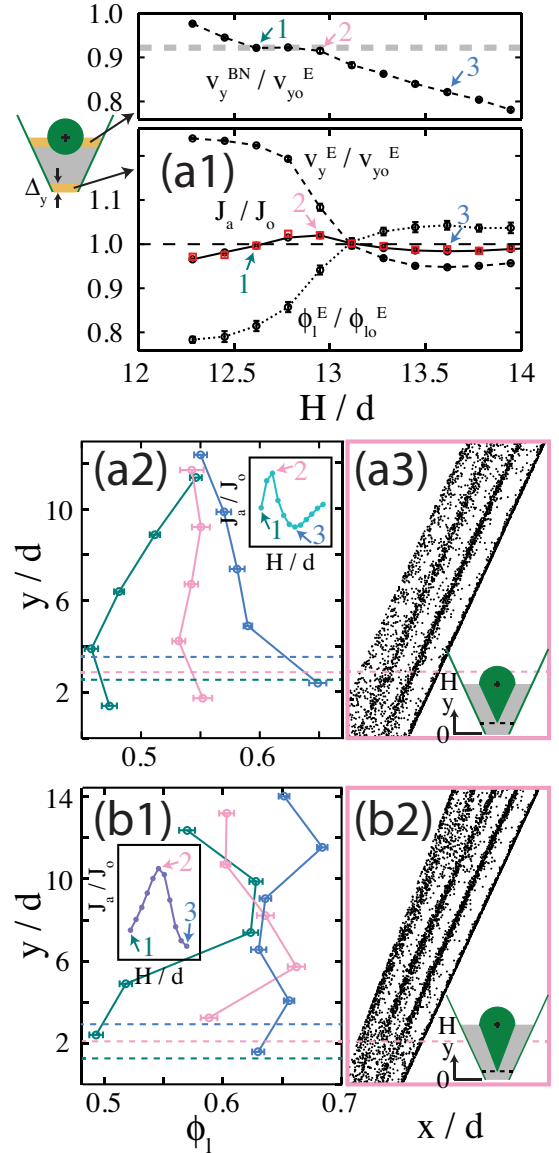 1.0
0.9
0.8
1
2
3
v_y^BN / v_yo^E
Δ_y
(a1)
v_y^E / v_yo^E
J_a / J_o
2
3
1
ϕ_l^E / ϕ_lo^E
1.2
1.0
0.8
12 12.5 13 13.5 14
H / d
(a2)
y / d
10
6
2
0.5 0.6
J_a / J_o
2
1
3
H / d
(a3)
H
y
0
(b1)
y / d
14
10
6
2
J_a / J_o
2
1
3
H / d
0.5 0.6 0.7
ϕ_l
(b2)
H
y
0
x / d